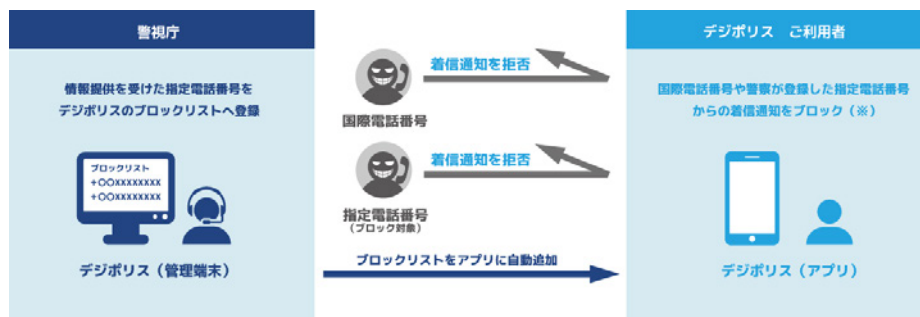 警視庁
情報提供を受けた指定電話番号を
デジポリスのブロックリストへ登録
ブロックリスト
+○○XXXXXXXX
+○○XXXXXXXX
デジポリス（管理端末）
着信通知を拒否
国際電話番号
着信通知を拒否
指定電話番号
（ブロック対象）
ブロックリストをアプリに自動追加
デジポリス　ご利用者
国際電話番号や警察が登録した指定電話番号
からの着信通知をブロック（※）
デジポリス（アプリ）